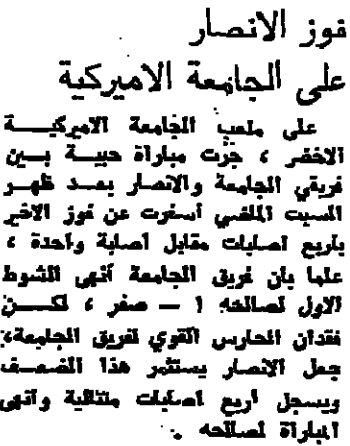 فوز الانصار
على الجامعة الاميركية
على ملعب الجامعة الاميركية
الاخضر ، جرت مباراة حبية بين
فريقي الجامعة والانصار بعد ظهر
السبت الماضي أسفرت عن فوز الاخير
باربع اصابات مقابل اصابة واحدة ،
علما بان فريق الجامعة أنهى الشوط
الاول لصالحه ١ — صفر ، لكن
فقدان الحارس القوي لفريق الجامعة،
جعل الانصار يستثمر هذا الضعف
ويسجل أربع اصابات متتالية وأنهى
المباراة لصالحه .